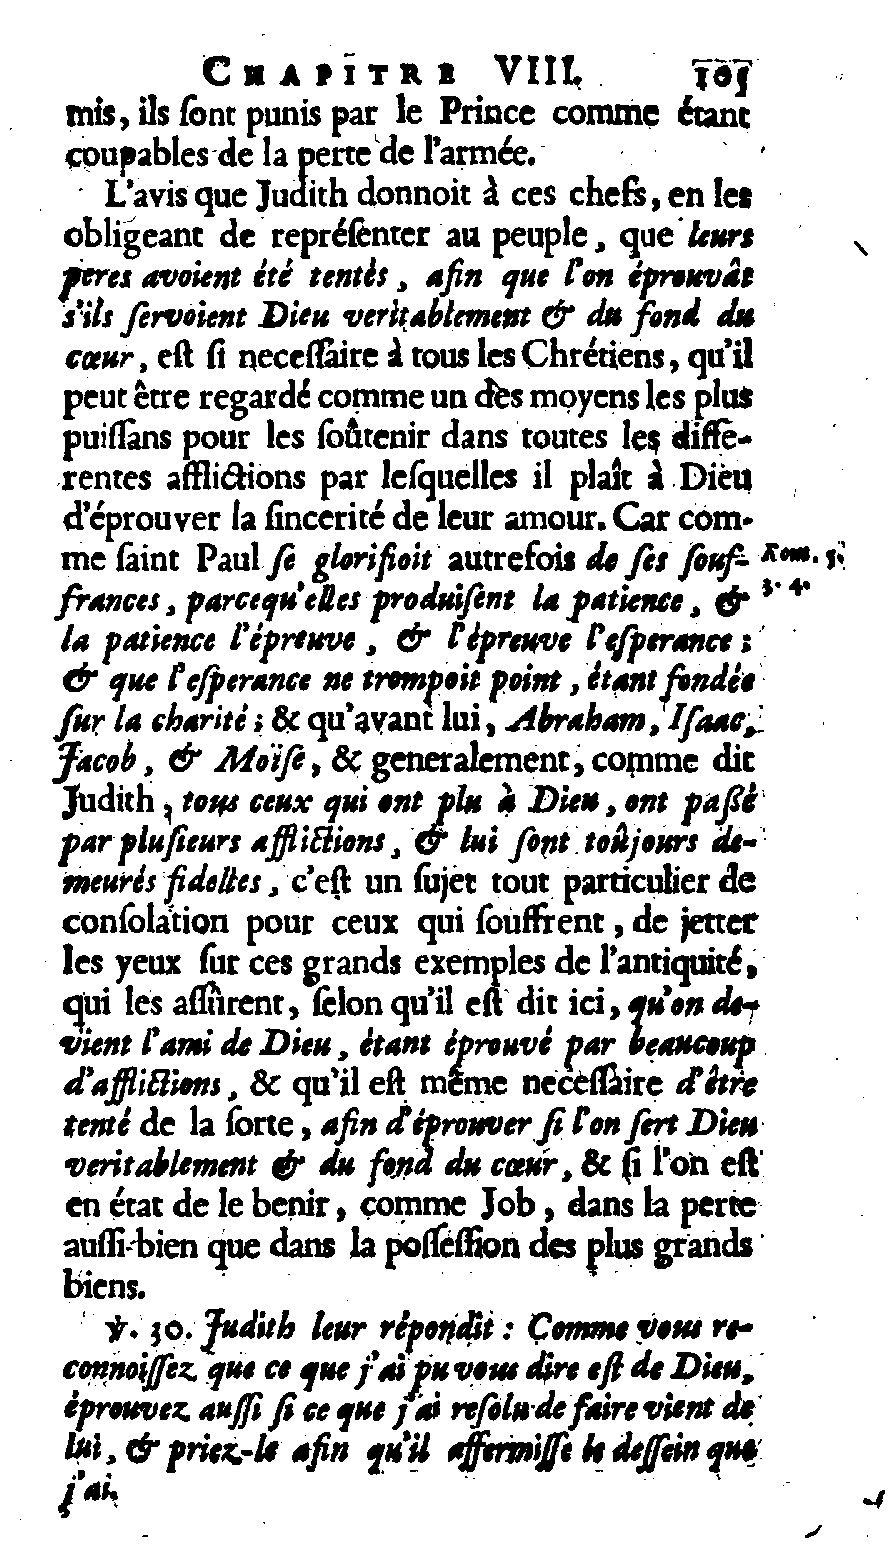 CHAPITRE VIII. 105
mis, ils ſont punis par le Prince comme étant
coupables de la perte de l'armée.
L'avis que Judith donnoit à ces chefs, en les
obligeant de repréſenter au peuple, que leurs
peres avoient été tentés, afin que l'on éprouvât
s'ils ſervoient Dieu veritablement & du fond du
cœur, eſt ſi neceſſaire à tous les Chrétiens, qu'il
peut être regardé comme un des moyens les plus
puiſſans pour les ſoûtenir dans toutes les diffe-
rentes afflictions par leſquelles il plaît à Dieu
d'éprouver la ſincerité de leur amour. Car com-
me ſaint Paul ſe glorifioit autrefois de ſes ſouf- Rom. 5.
frances, parcequ'elles produiſent la patience, & 3. 4.
la patience l'épreuve, & l'épreuve l'eſperance;
& que l'eſperance ne trompoit point, étant fondée
ſur la charité; & qu'avant lui, Abraham, Iſaac,
Jacob, & Moïſe, & generalement, comme dit
Judith, tous ceux qui ont plu à Dieu, ont paſſé
par pluſieurs afflictions, & lui ſont toûjours de-
meurés fidelles, c'eſt un ſujet tout particulier de
conſolation pour ceux qui ſouffrent, de jetter
les yeux ſur ces grands exemples de l'antiquité,
qui les aſſûrent, ſelon qu'il eſt dit ici, qu'on de-
vient l'ami de Dieu, étant éprouvé par beaucoup
d'afflictions, & qu'il eſt même neceſſaire d'être
tenté de la ſorte, afin d'éprouver ſi l'on ſert Dieu
veritablement & du fond du cœur, & ſi l'on eſt
en état de le benir, comme Job, dans la perte
auſſi-bien que dans la poſſeſſion des plus grands
biens.
℣. 30. Judith leur répondit: Comme vous re-
connoiſſez que ce que j'ai pu vous dire eſt de Dieu,
éprouvez auſſi ſi ce que j'ai reſolu de faire vient de
lui, & priez-le afin qu'il affermiſſe le deſſein que
j'ai.